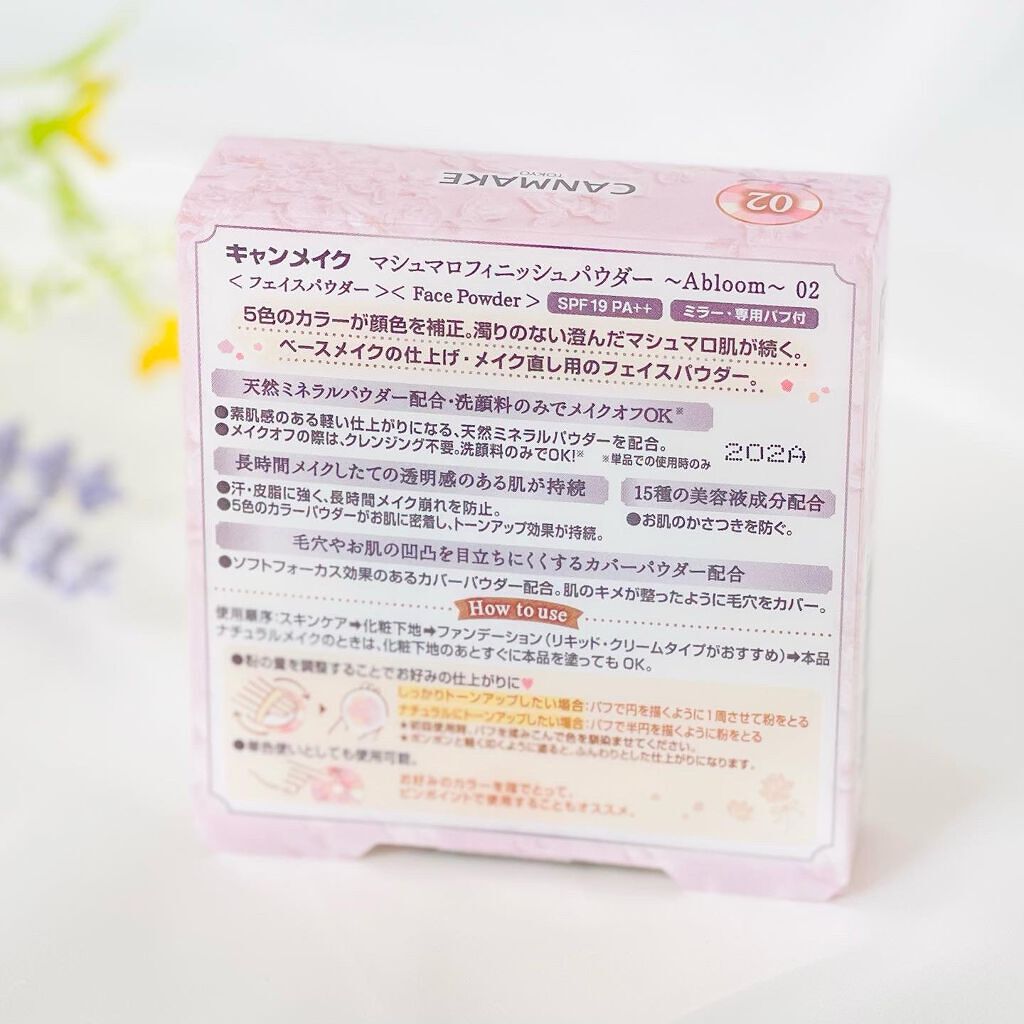 CANMAKE
TOKYO
02
キャンメイク マシュマロフィニッシュパウダー ～Abloom～ 02
＜フェイスパウダー＞＜Face Powder＞ SPF19 PA++ ミラー・専用パフ付
5色のカラーが顔色を補正。濁りのない澄んだマシュマロ肌が続く。
ベースメイクの仕上げ・メイク直し用のフェイスパウダー。
天然ミネラルパウダー配合・洗顔料のみでメイクオフOK※
●素肌感のある軽い仕上がりになる、天然ミネラルパウダーを配合。
●メイクオフの際は、クレンジング不要。洗顔料のみでOK!※ ※単品での使用時のみ
202A
長時間メイクしたての透明感のある肌が持続
●汗・皮脂に強く、長時間メイク崩れを防止。
●5色のカラーパウダーがお肌に密着し、トーンアップ効果が持続。
15種の美容液成分配合
●お肌のかさつきを防ぐ。
毛穴やお肌の凹凸を目立ちにくくするカバーパウダー配合
●ソフトフォーカス効果のあるカバーパウダー配合。肌のキメが整ったように毛穴をカバー。
How to use
使用順序：スキンケア➡化粧下地➡ファンデーション（リキッド・クリームタイプがおすすめ）➡本品
ナチュラルメイクのときは、化粧下地のあとすぐに本品を塗ってもOK。
●粉の量を調整することでお好みの仕上がりに♥
しっかりトーンアップしたい場合：パフで円を描くように1周させて粉をとる
ナチュラルにトーンアップしたい場合：パフで半円を描くように粉をとる
★初回使用時、パフを揉みこんで色を馴染ませてください。
★ポンポンと軽く叩くように塗ると、ふんわりとした仕上がりになります。
●単色使いとしても使用可能。
お好みのカラーを指でとって、
ピンポイントで使用することもオススメ。